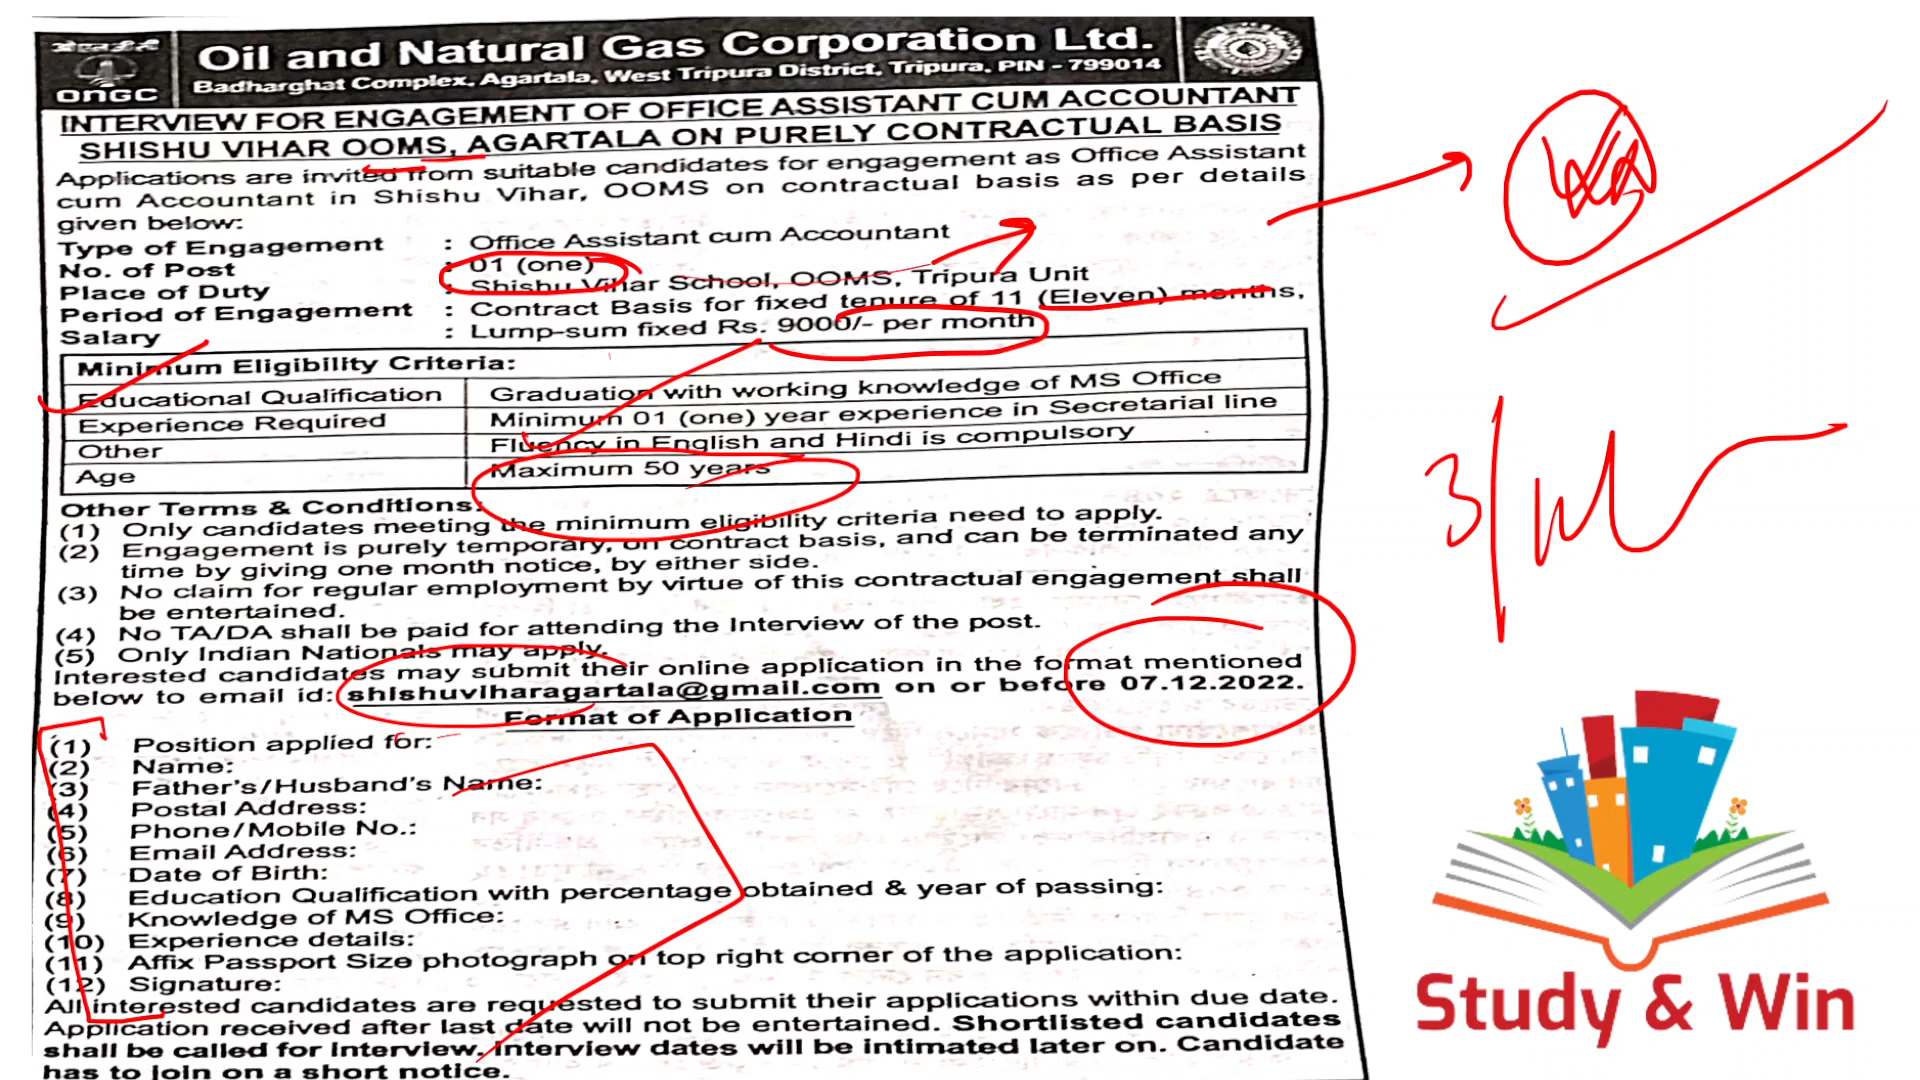 ओएनजीसी
ONGC
Oil and Natural Gas Corporation Ltd.
Badharghat Complex, Agartala, West Tripura District, Tripura, PIN - 799014
INTERVIEW FOR ENGAGEMENT OF OFFICE ASSISTANT CUM ACCOUNTANT
SHISHU VIHAR OOMS, AGARTALA ON PURELY CONTRACTUAL BASIS
Applications are invited from suitable candidates for engagement as Office Assistant
cum Accountant in Shishu Vihar, OOMS on contractual basis as per details
given below:
Type of Engagement : Office Assistant cum Accountant
No. of Post : 01 (one)
Place of Duty : Shishu Vihar School, OOMS, Tripura Unit
Period of Engagement : Contract Basis for fixed tenure of 11 (Eleven) months,
Salary : Lump-sum fixed Rs. 9000/- per month
Minimum Eligibility Criteria:
Educational Qualification Graduation with working knowledge of MS Office
Experience Required Minimum 01 (one) year experience in Secretarial line
Other Fluency in English and Hindi is compulsory
Age Maximum 50 years
Other Terms & Conditions:
(1) Only candidates meeting the minimum eligibility criteria need to apply.
(2) Engagement is purely temporary, on contract basis, and can be terminated any
time by giving one month notice, by either side.
(3) No claim for regular employment by virtue of this contractual engagement shall
be entertained.
(4) No TA/DA shall be paid for attending the Interview of the post.
(5) Only Indian Nationals may apply.
Interested candidates may submit their online application in the format mentioned
below to email id: shishuviharagartala@gmail.com on or before 07.12.2022.
Format of Application
(1) Position applied for:
(2) Name:
(3) Father's/Husband's Name:
(4) Postal Address:
(5) Phone/Mobile No.:
(6) Email Address:
(7) Date of Birth:
(8) Education Qualification with percentage obtained & year of passing:
(9) Knowledge of MS Office:
(10) Experience details:
(11) Affix Passport Size photograph on top right corner of the application:
(12) Signature:
All interested candidates are requested to submit their applications within due date.
Application received after last date will not be entertained. Shortlisted candidates
shall be called for Interview. Interview dates will be intimated later on. Candidate
has to join on a short notice.
Study & Win